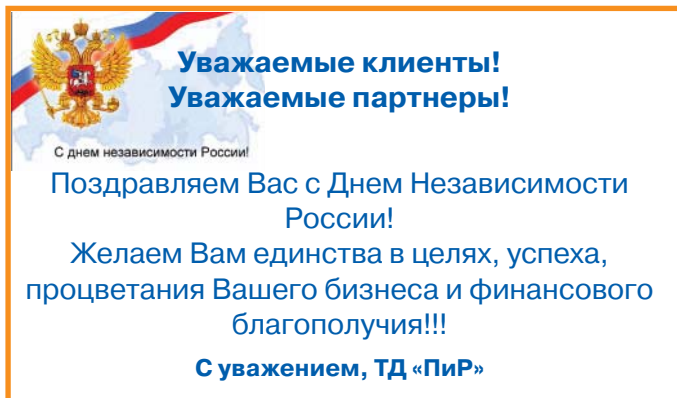 Уважаемые клиенты!
Уважаемые партнеры!
С днем независимости России!
Поздравляем Вас с Днем Независимости
России!
Желаем Вам единства в целях, успеха,
процветания Вашего бизнеса и финансового
благополучия!!!
С уважением, ТД «ПиР»